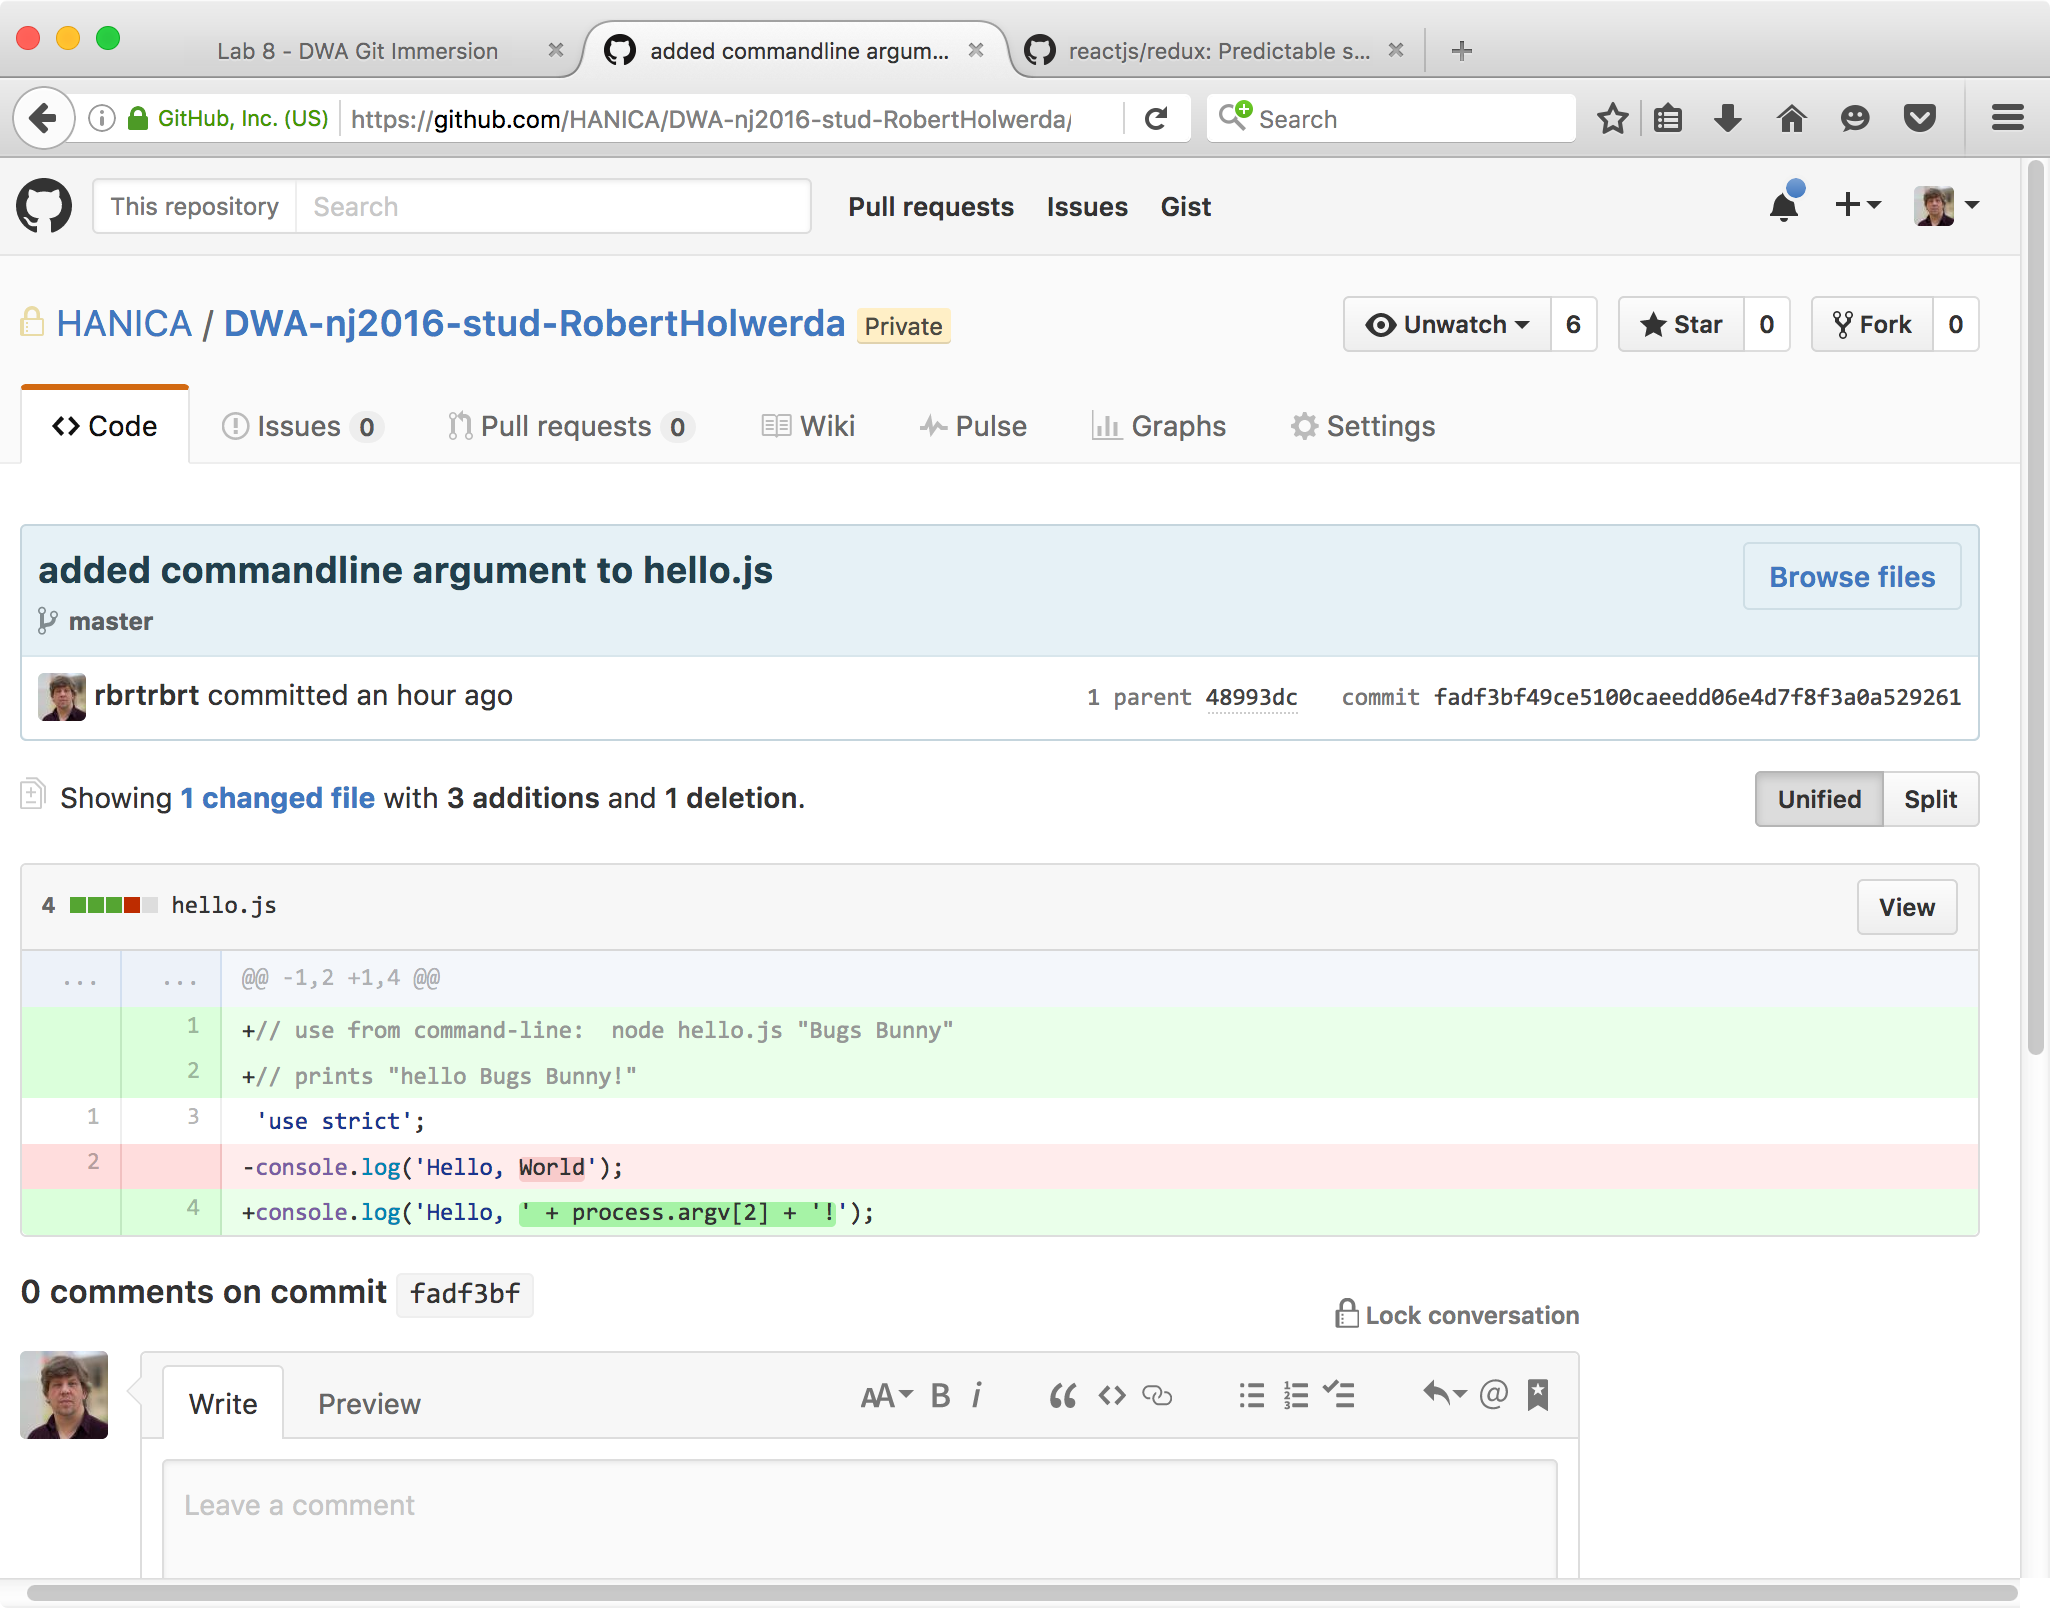 Lab 8 - DWA Git Immersion
added commandline argum...
reactjs/redux: Predictable s...
GitHub, Inc. (US)
https://github.com/HANICA/DWA-nj2016-stud-RobertHolwerda/
Search
This repository
Search
Pull requests
Issues
Gist
HANICA / DWA-nj2016-stud-RobertHolwerda Private
Unwatch 6
Star 0
Fork 0
Code
Issues 0
Pull requests 0
Wiki
Pulse
Graphs
Settings
added commandline argument to hello.js
Browse files
master
rbrtrbrt committed an hour ago
1 parent 48993dc commit fadf3bf49ce5100caeedd06e4d7f8f3a0a529261
Showing 1 changed file with 3 additions and 1 deletion.
Unified Split
4 hello.js
View
... ... @@ -1,2 +1,4 @@
1 +// use from command-line:  node hello.js "Bugs Bunny"
2 +// prints "hello Bugs Bunny!"
1 3 'use strict';
2 -console.log('Hello, World');
4 +console.log('Hello, ' + process.argv[2] + '!');
0 comments on commit fadf3bf
Lock conversation
Write
Preview
AA B i
Leave a comment